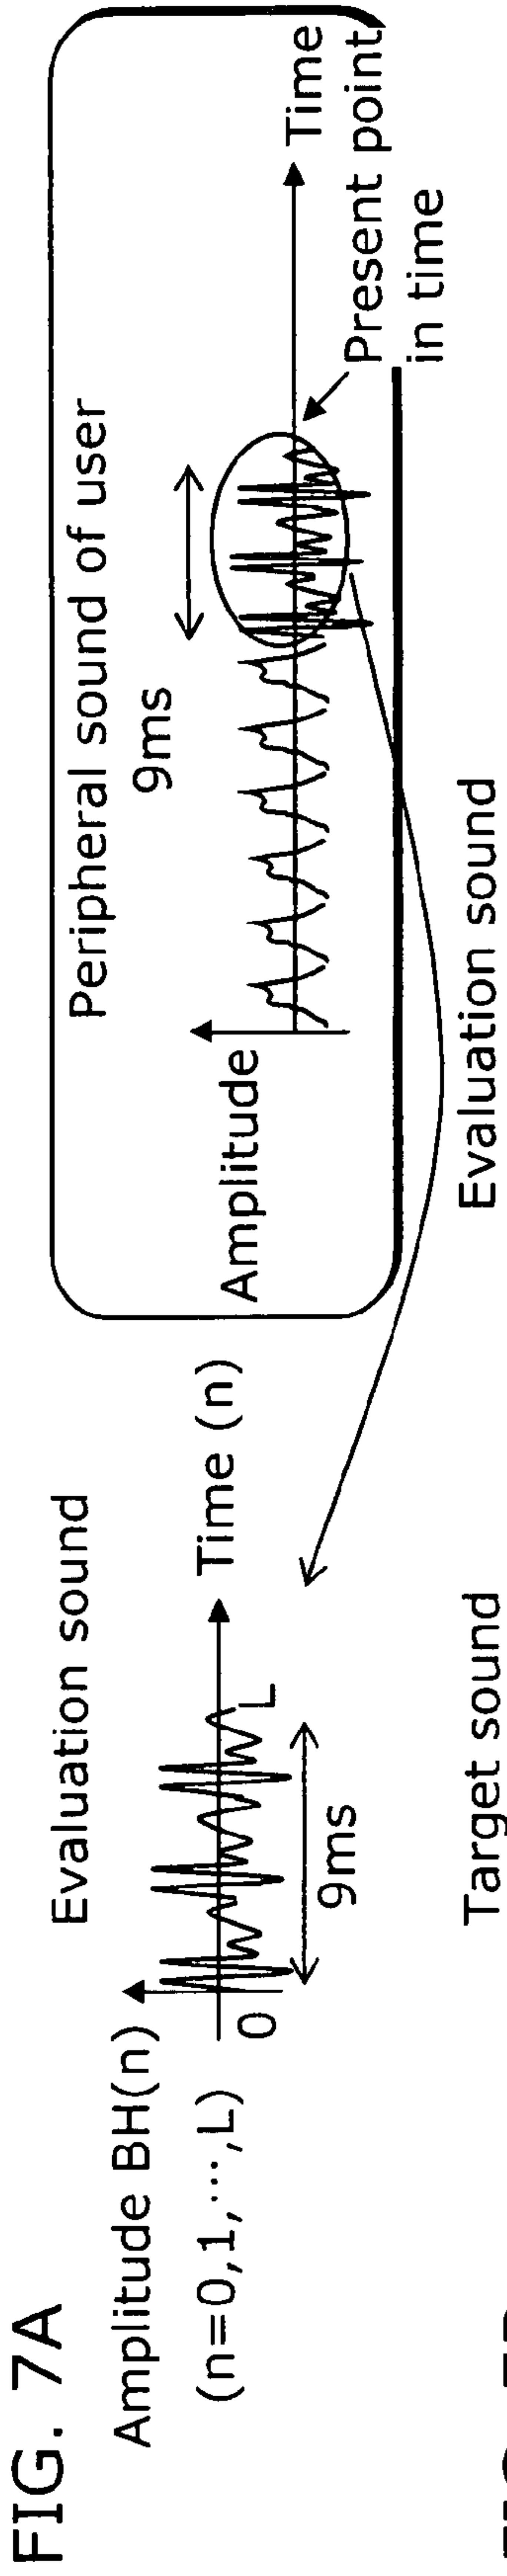 FIG. 7A
Evaluation sound
Amplitude BH(n)
(n=0,1,⋯,L)
0
L
Time (n)
9ms
Peripheral sound of user
9ms
Amplitude
Time
Present point
in time
Evaluation sound
Target sound